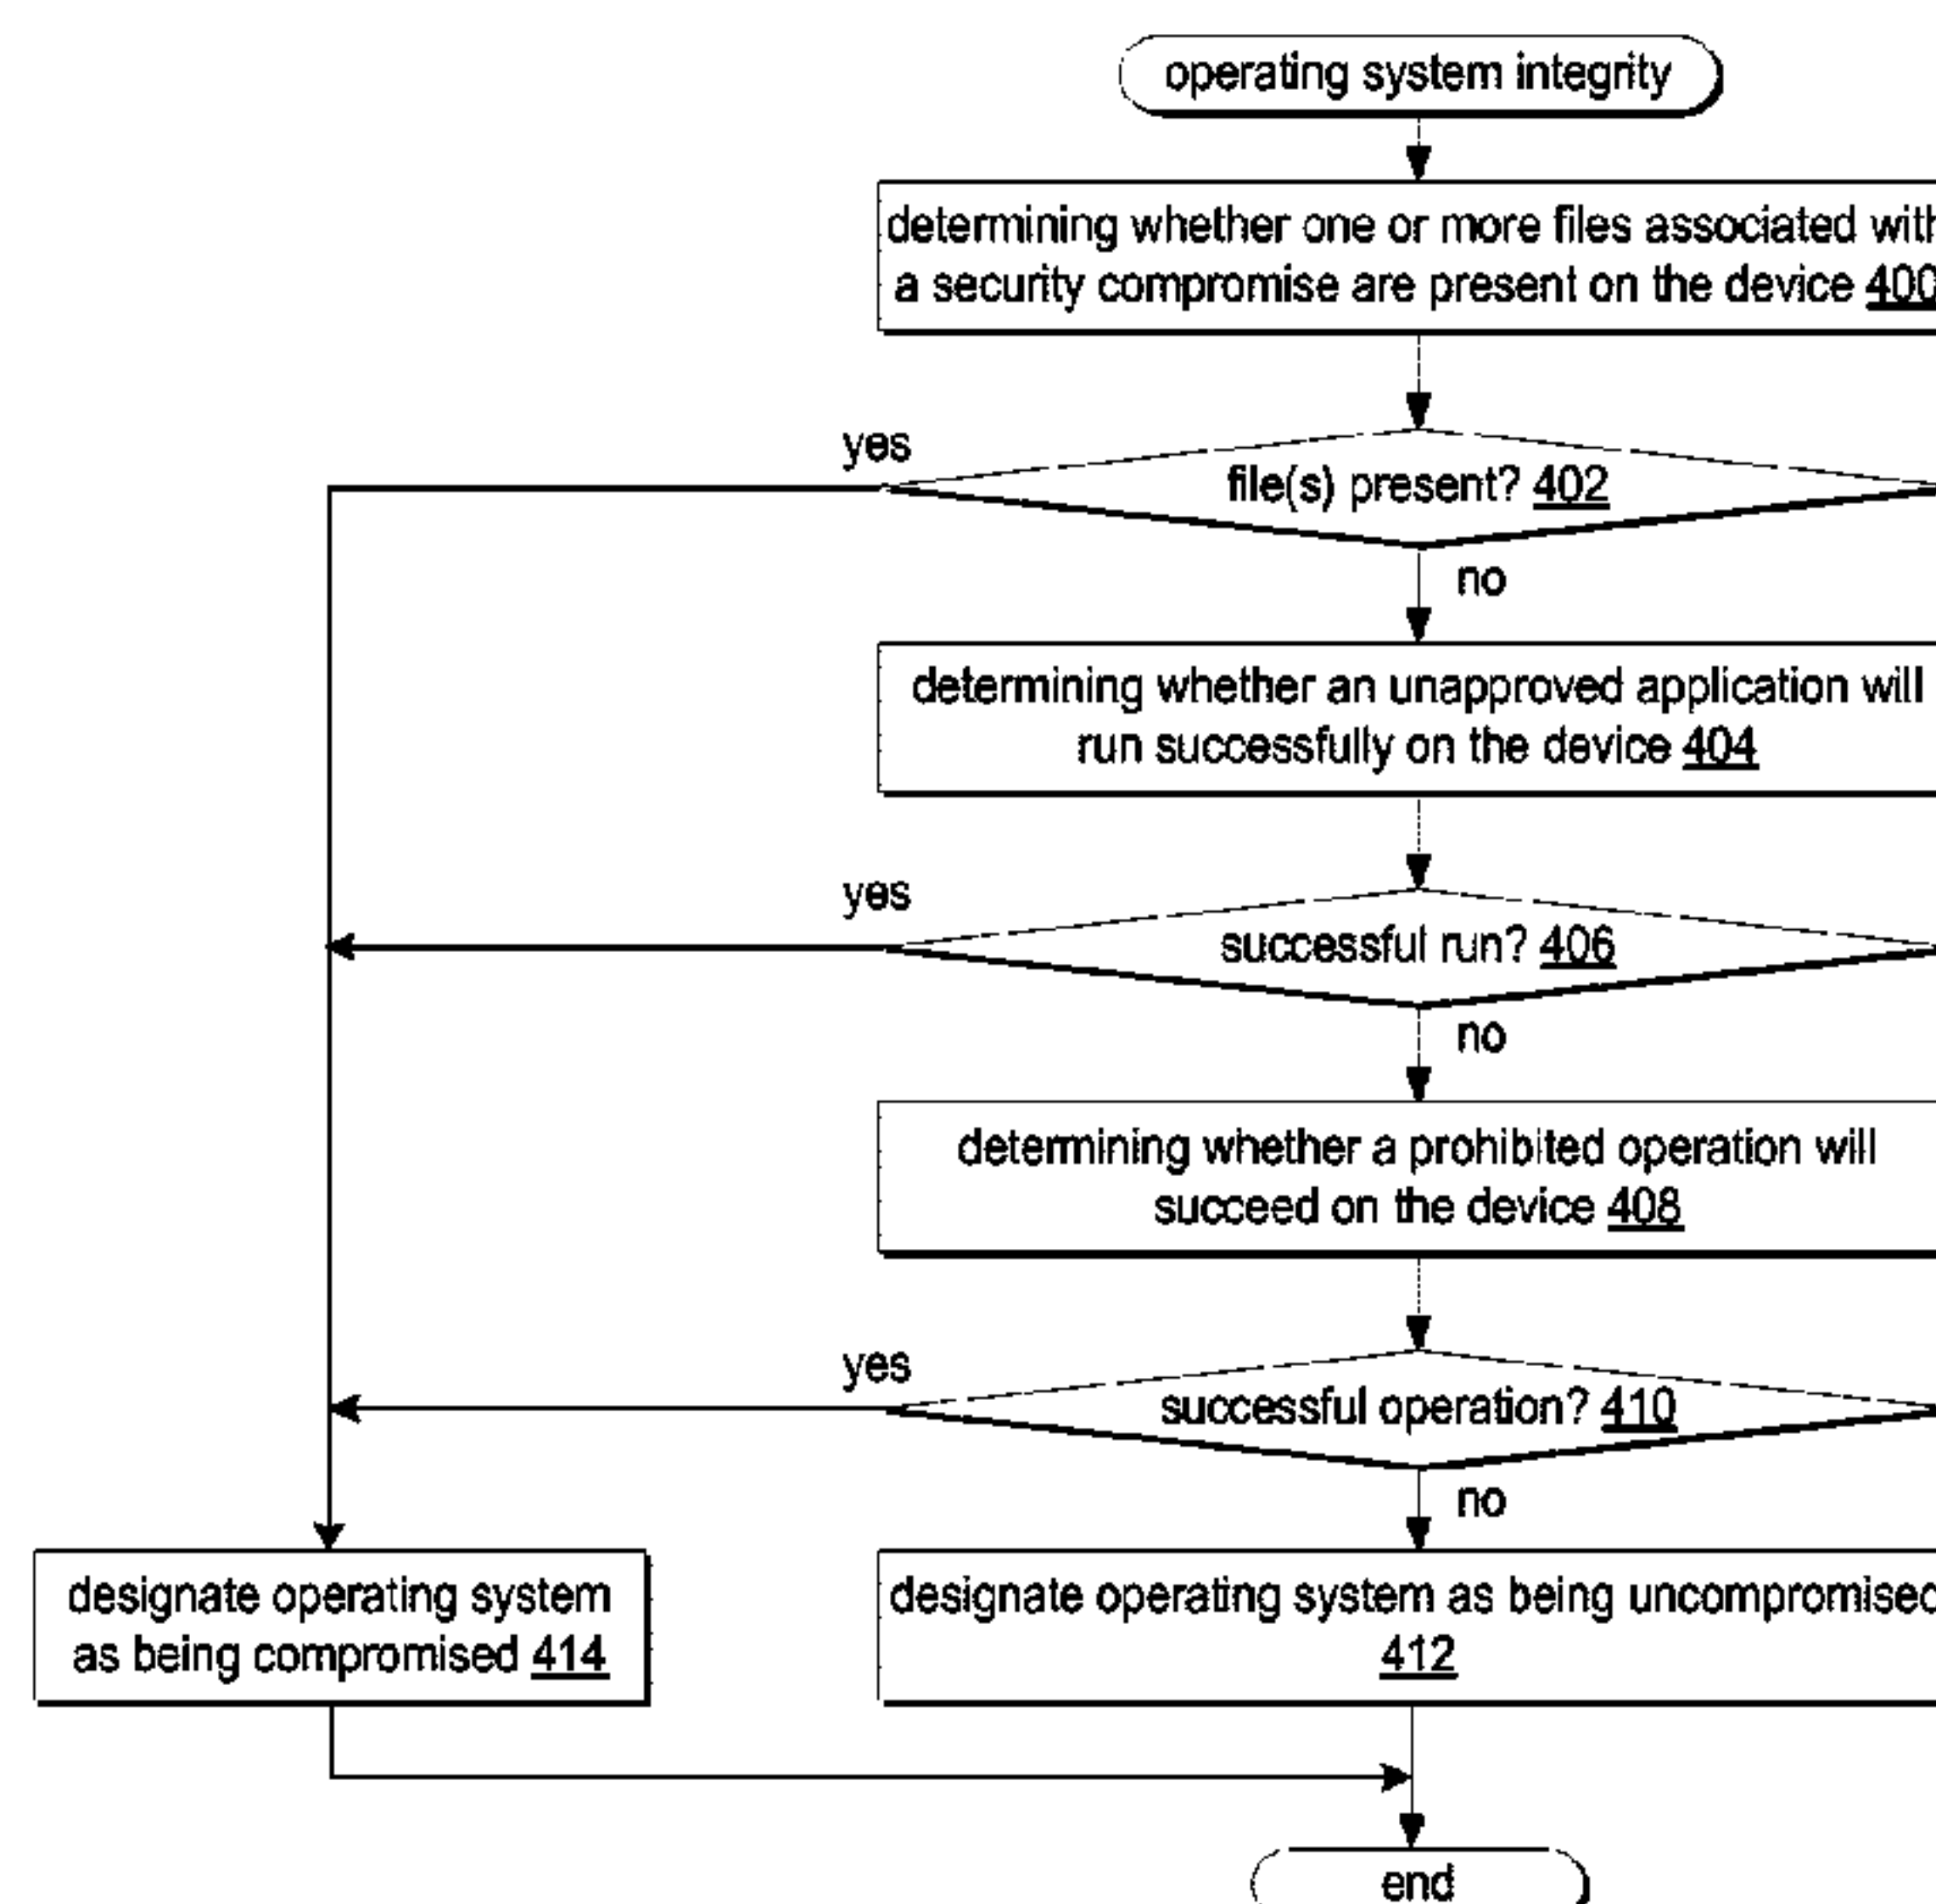 operating system integrity
determining whether one or more files associated with
a security compromise are present on the device 400
yes
file(s) present? 402
no
determining whether an unapproved application will
run successfully on the device 404
yes
successful run? 406
no
determining whether a prohibited operation will
succeed on the device 408
yes
successful operation? 410
no
designate operating system
as being compromised 414
designate operating system as being uncompromised
412
end